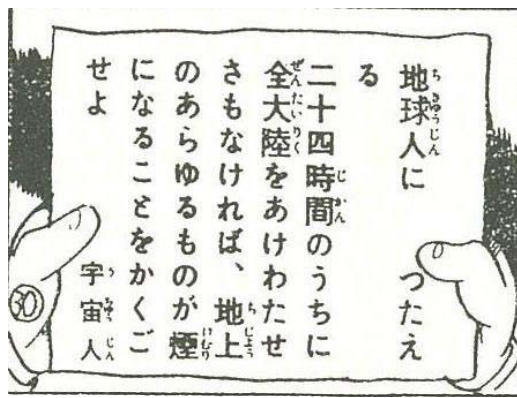 地球人に　つたえ
る
二十四時間のうちに
全大陸をあけわたせ
さもなければ、地上
のあらゆるものが煙
になることをかくご
せよ
宇宙人